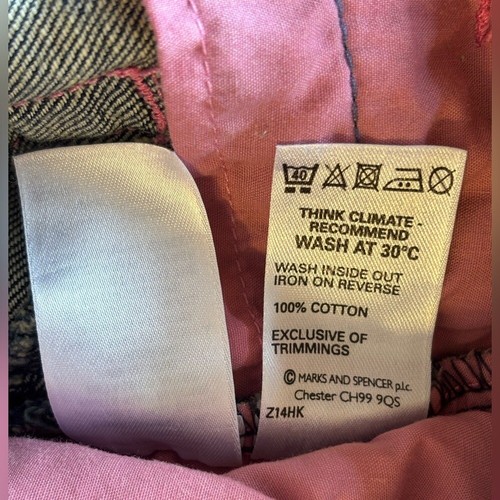 40
THINK CLIMATE -
RECOMMEND
WASH AT 30°C
WASH INSIDE OUT
IRON ON REVERSE
100% COTTON
EXCLUSIVE OF
TRIMMINGS
© MARKS AND SPENCER p.l.c.
Chester CH99 9QS
Z14HK